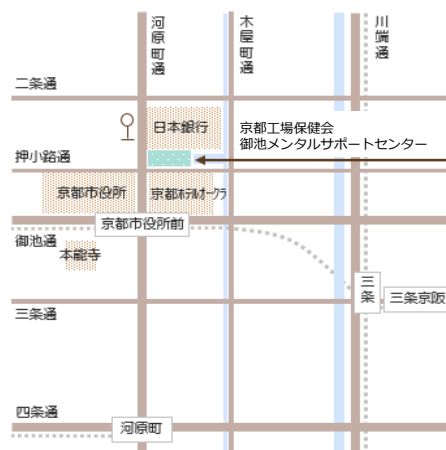 河原町通
木屋町通
川端通
二条通
日本銀行
京都工場保健会
御池メンタルサポートセンター
押小路通
京都市役所
京都ホテルオークラ
京都市役所前
御池通
本能寺
三条
三条京阪
三条通
四条通
河原町